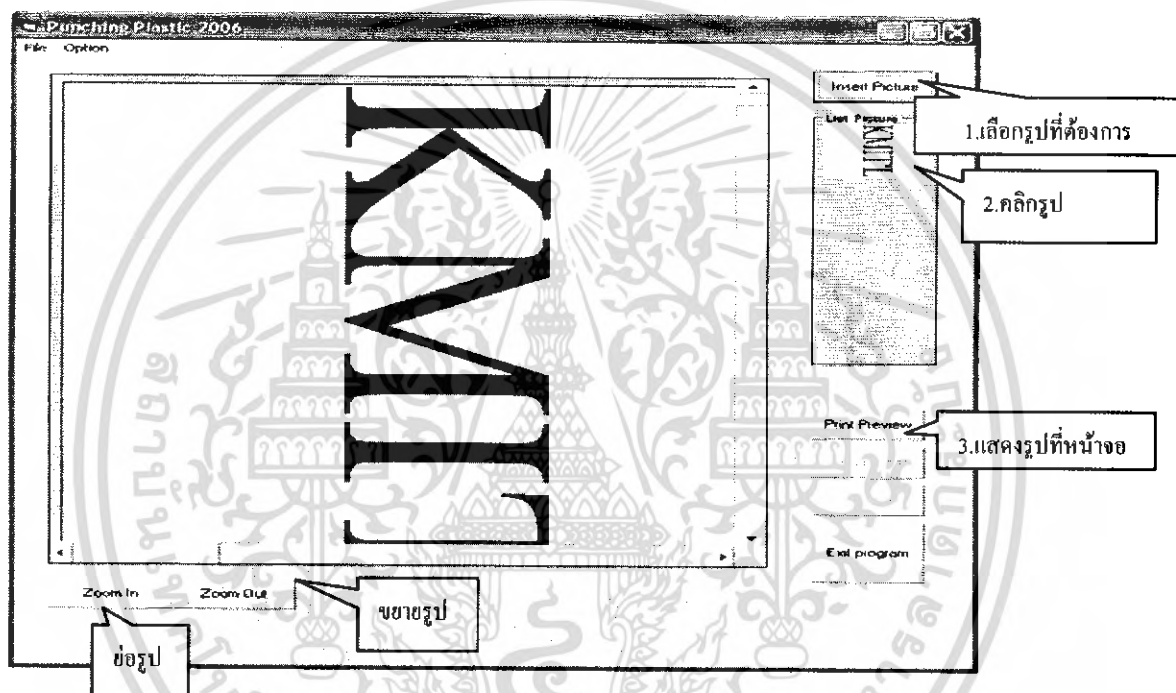 Punching Plastic 2006
File Option
Insert Picture
1.เลือกรูปที่ต้องการ
List Picture
KMITL
2.คลิกรูป
KMIT
Print Preview
3.แสดงรูปที่หน้าจอ
Exit program
Zoom In Zoom Out
ขยายรูป
ย่อรูป